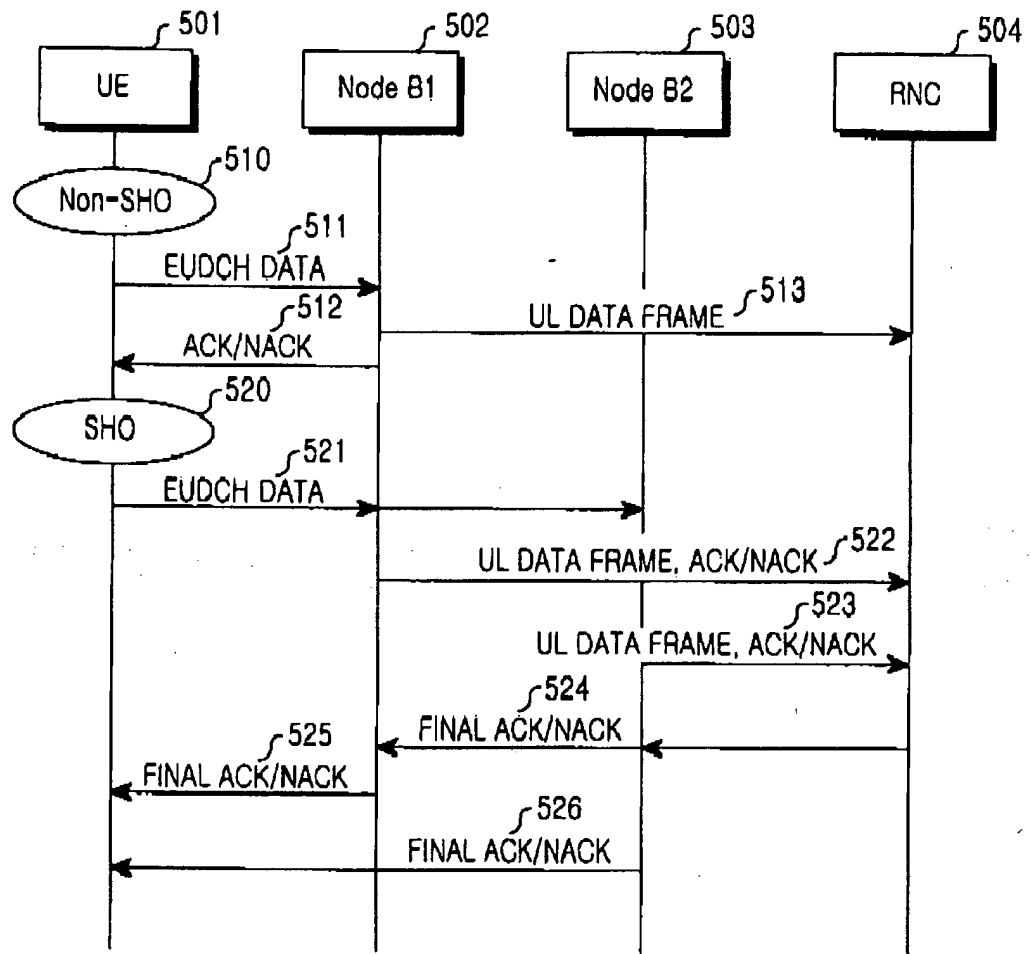 501
502
503
504
UE
Node B1
Node B2
RNC
510
Non-SHO
511
EUDCH DATA
513
UL DATA FRAME
512
ACK/NACK
520
SHO
521
EUDCH DATA
522
UL DATA FRAME, ACK/NACK
523
UL DATA FRAME, ACK/NACK
524
FINAL ACK/NACK
525
FINAL ACK/NACK
526
FINAL ACK/NACK